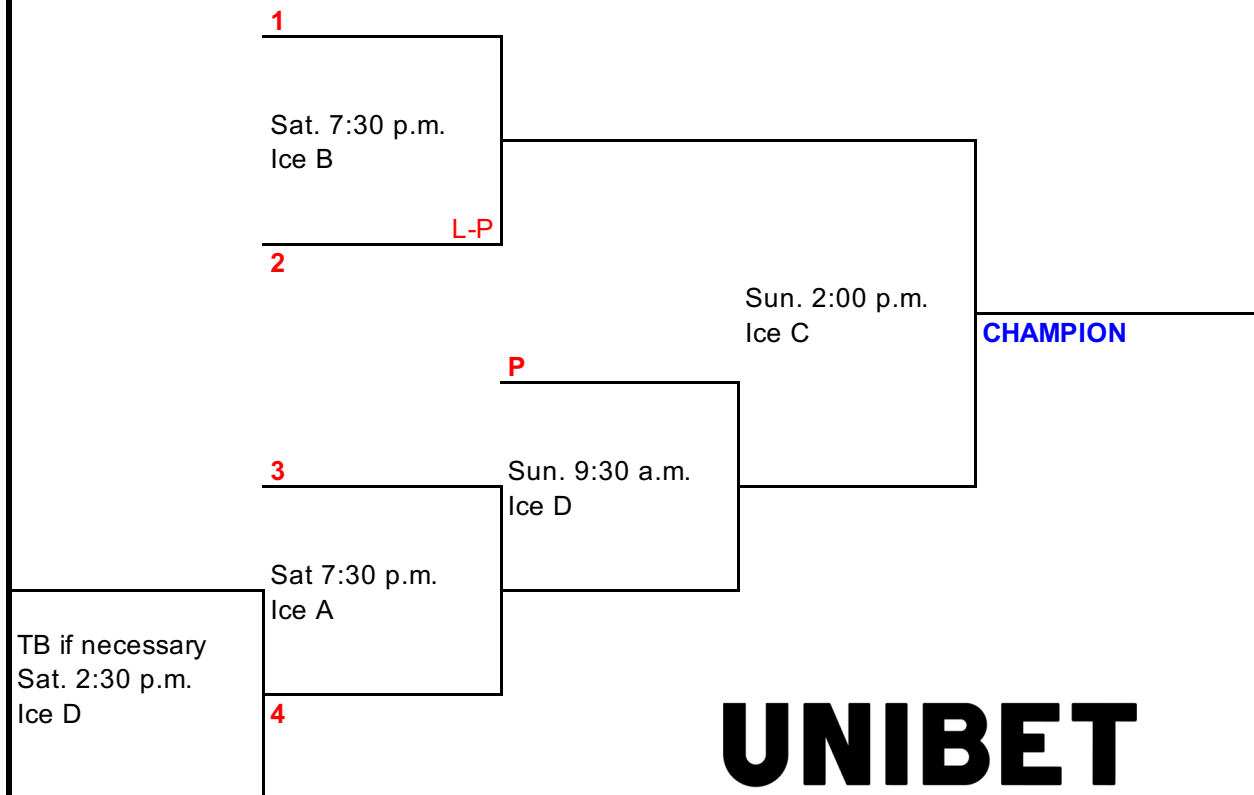 1
Sat. 7:30 p.m.
Ice B
L-P
2
Sun. 2:00 p.m.
Ice C
CHAMPION
P
3
Sun. 9:30 a.m.
Ice D
Sat 7:30 p.m.
Ice A
TB if necessary
Sat. 2:30 p.m.
Ice D
4
UNIBET